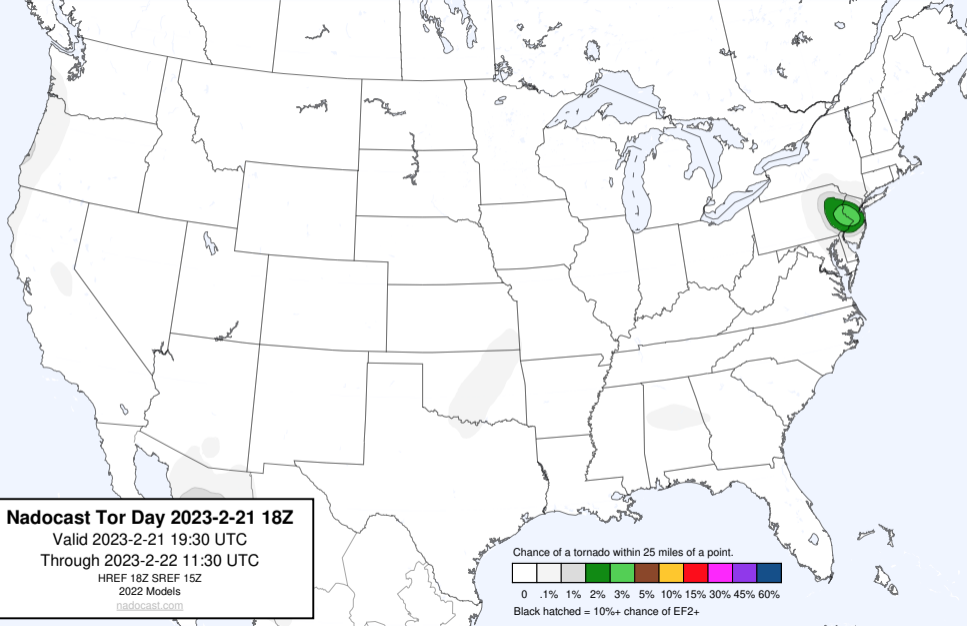 Nadocast Tor Day 2023-2-21 18Z
Valid 2023-2-21 19:30 UTC
Through 2023-2-22 11:30 UTC
HREF 18Z SREF 15Z
2022 Models
nadocast.com
Chance of a tornado within 25 miles of a point.
0 .1% 1% 2% 3% 5% 10% 15% 30% 45% 60%
Black hatched = 10%+ chance of EF2+